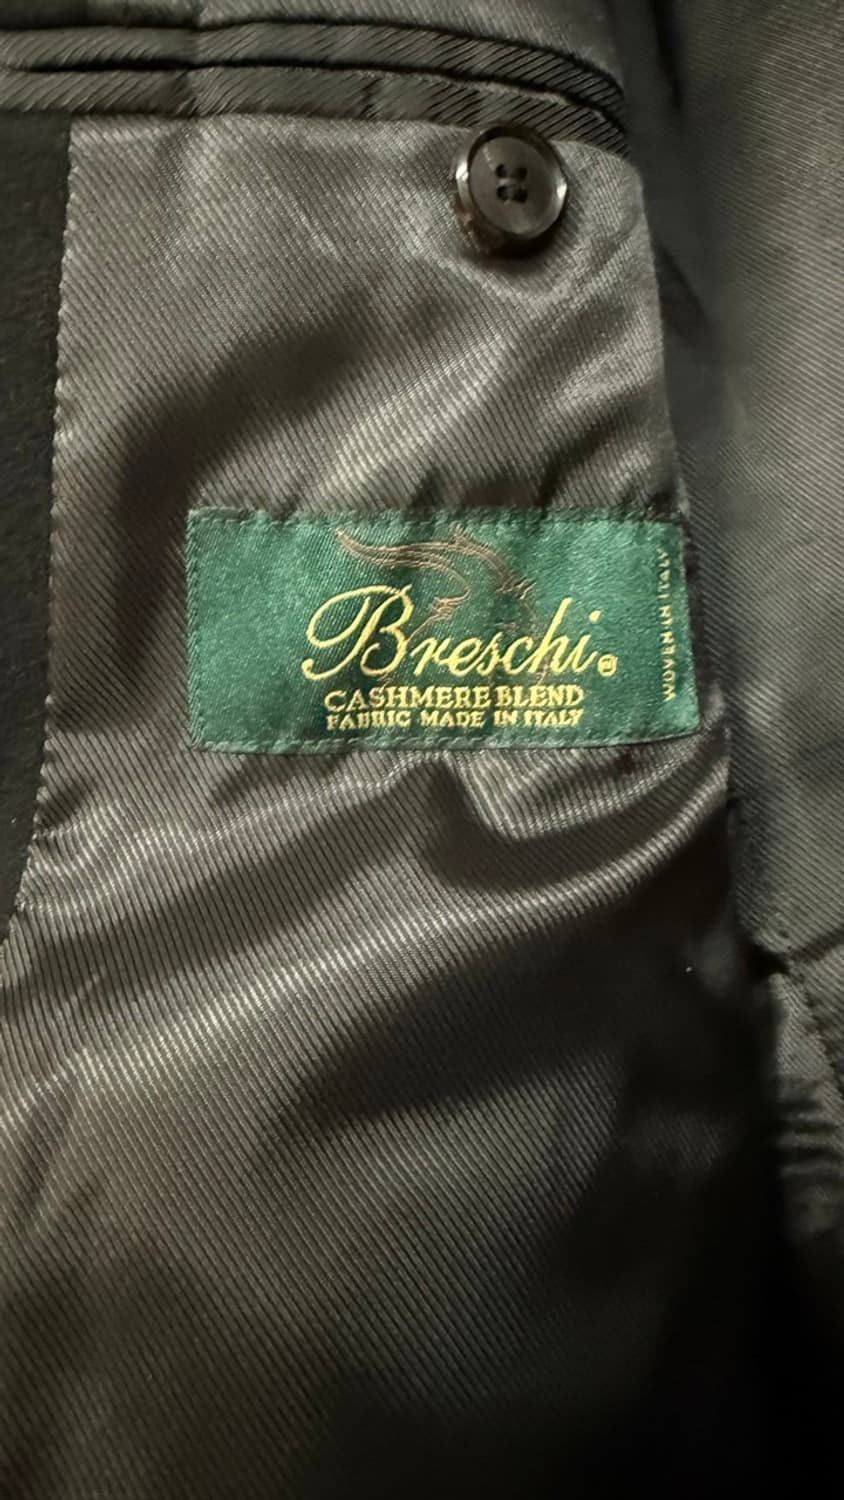 Breschi®
CASHMERE BLEND
FABRIC MADE IN ITALY
WOVEN IN ITALY